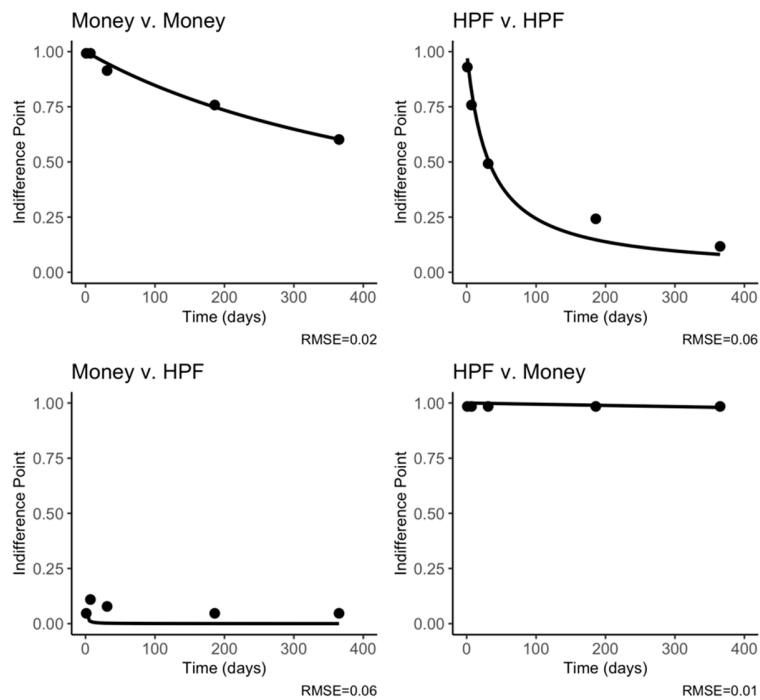 Money v. Money
1.00
0.75
0.50
0.25
0.00
Indifference Point
0 100 200 300 400
Time (days)
RMSE=0.02
HPF v. HPF
1.00
0.75
0.50
0.25
0.00
Indifference Point
0 100 200 300 400
Time (days)
RMSE=0.06
Money v. HPF
1.00
0.75
0.50
0.25
0.00
Indifference Point
0 100 200 300 400
Time (days)
RMSE=0.06
HPF v. Money
1.00
0.75
0.50
0.25
0.00
Indifference Point
0 100 200 300 400
Time (days)
RMSE=0.01